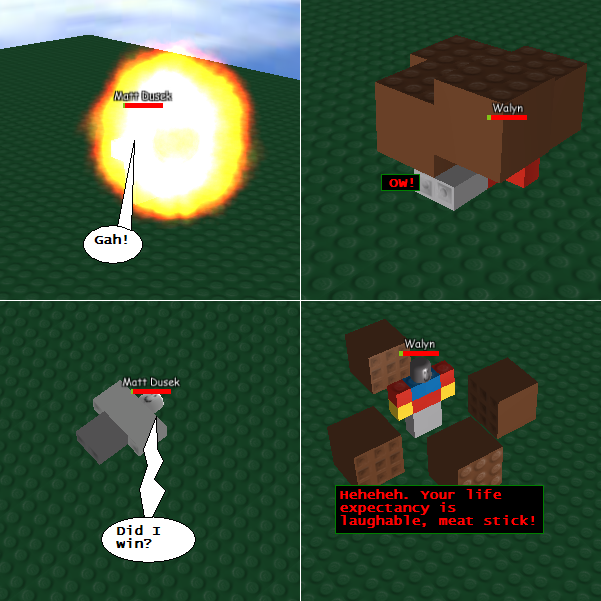 Matt Dusek
Gah!
Walyn
OW!
Matt Dusek
Did I
win?
Walyn
Heheheh. Your life
expectancy is
laughable, meat stick!